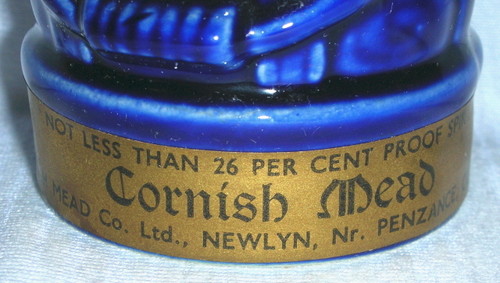 NOT LESS THAN 26 PER CENT PROOF
Cornish Mead
MEAD Co. Ltd., NEWLYN, Nr. PENZANCE,